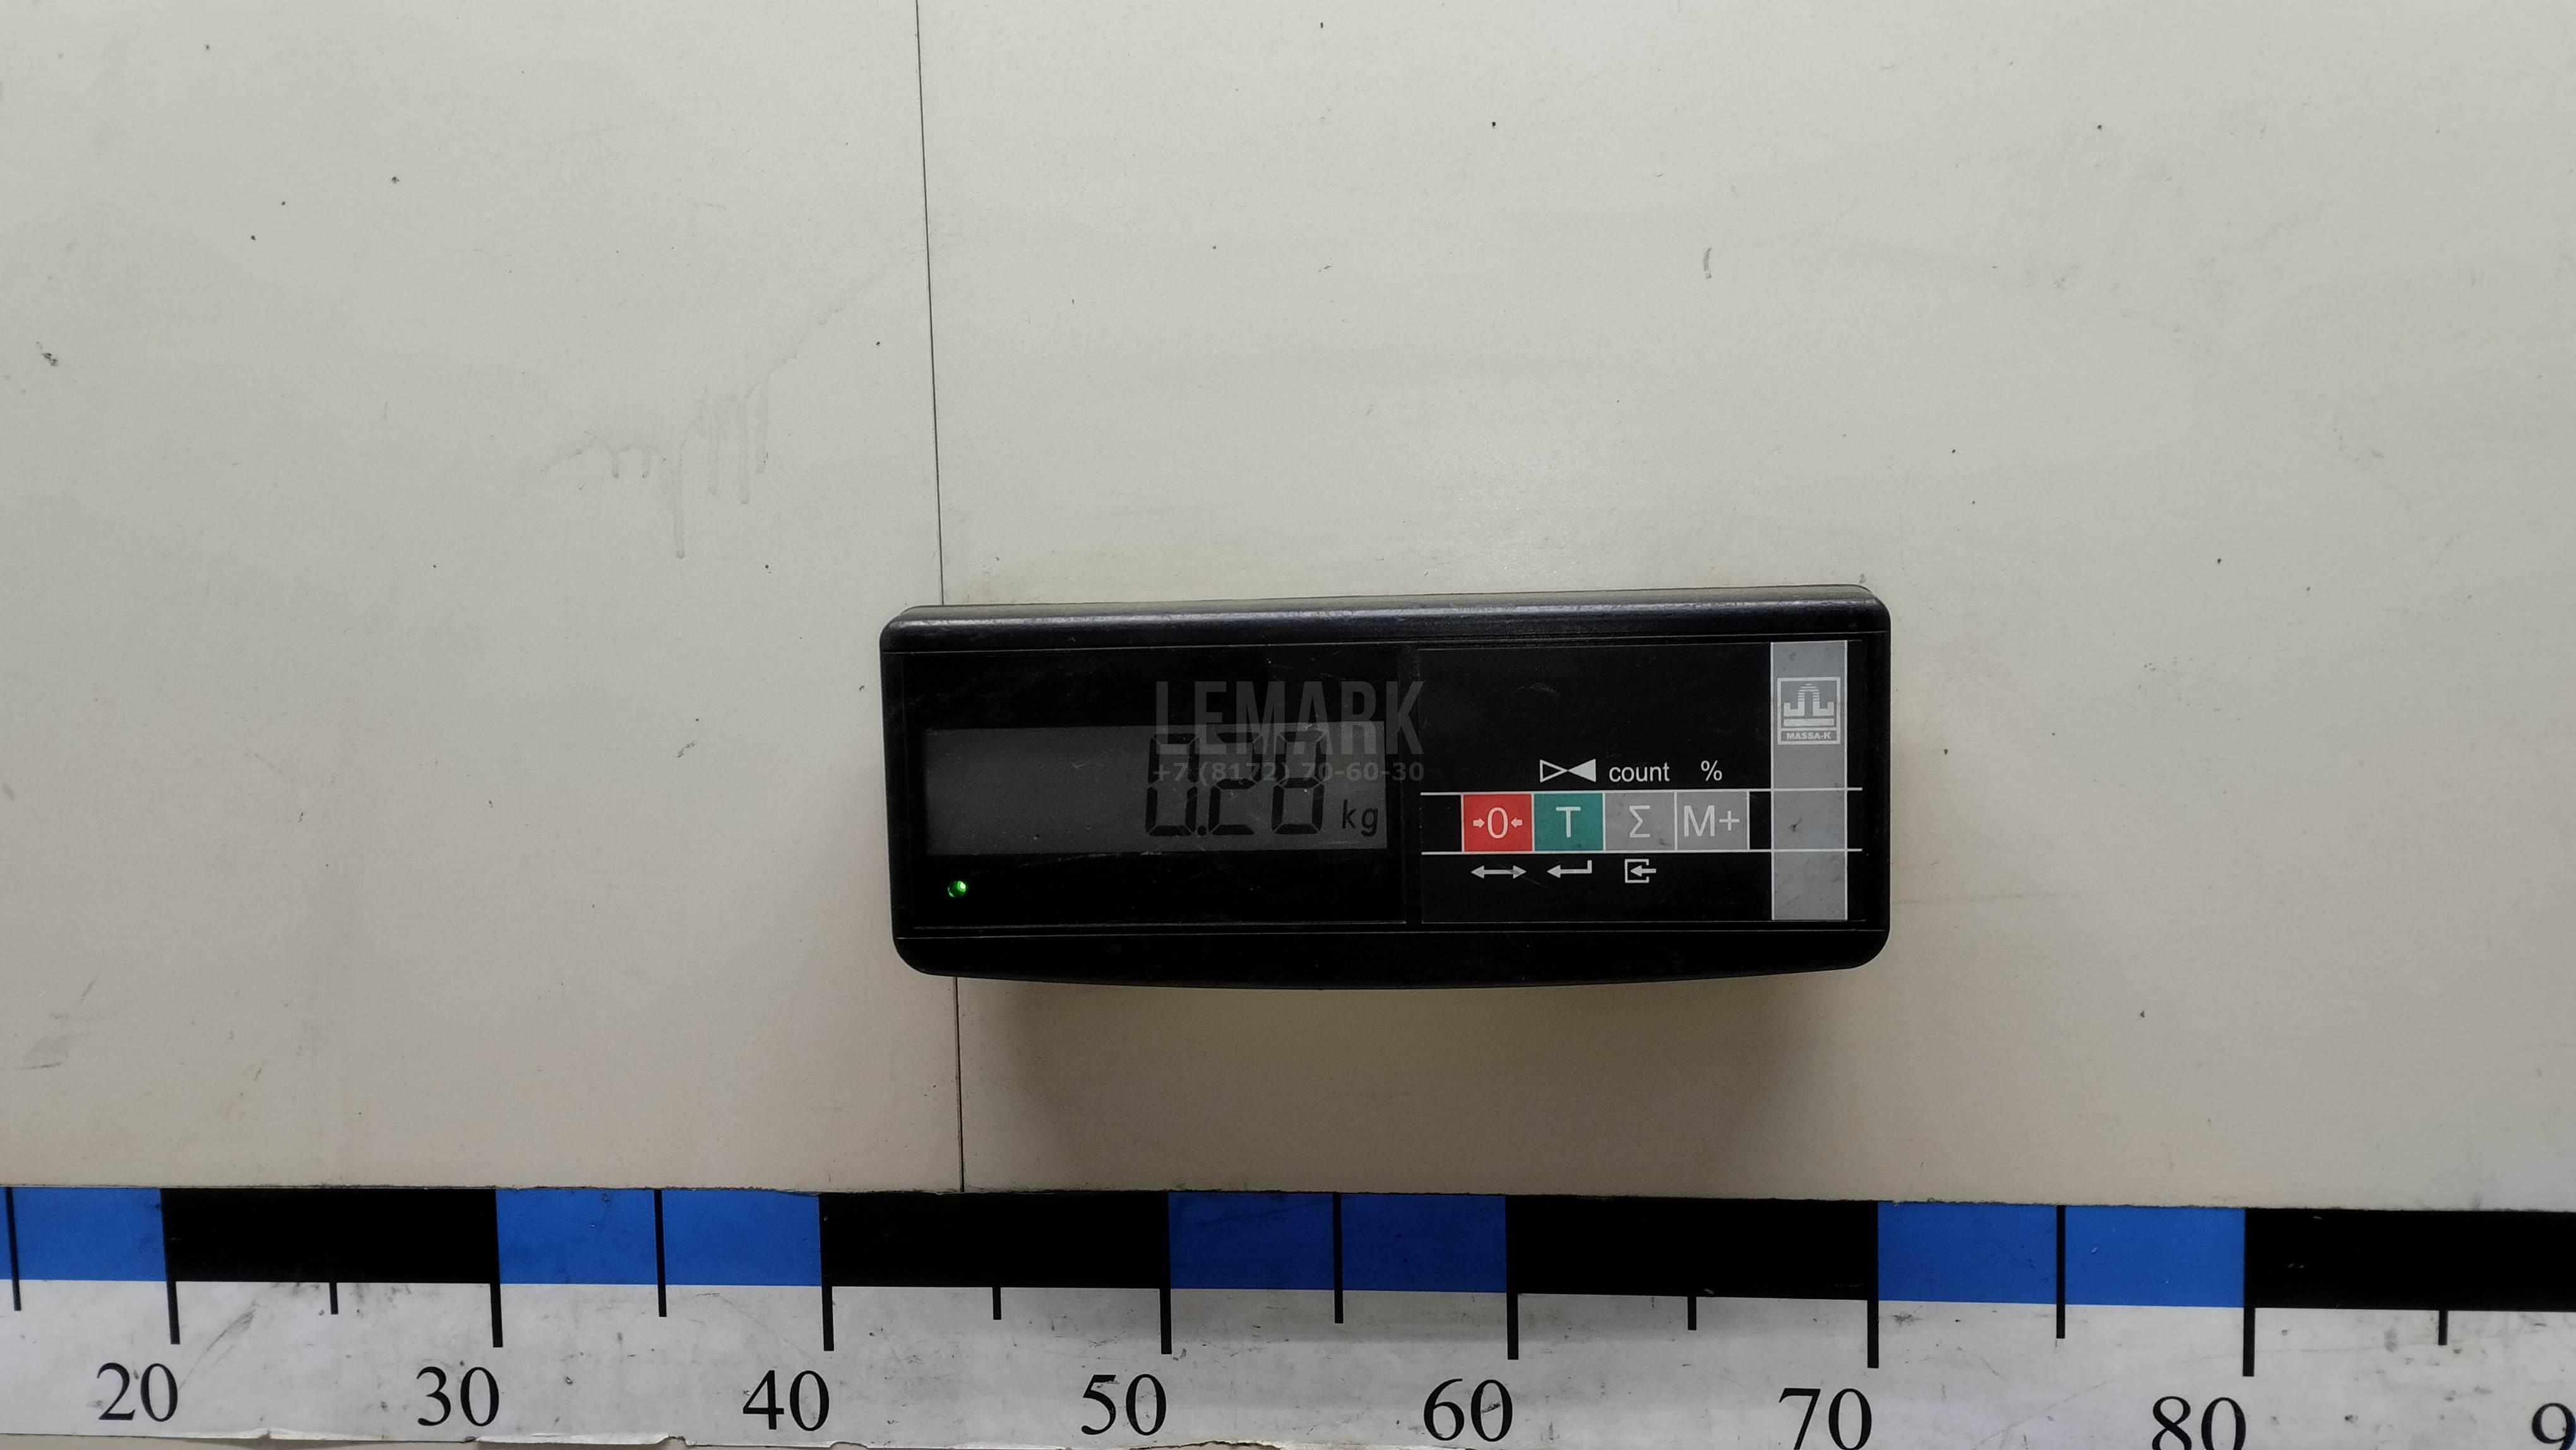 LEMARK
+7 (8172) 70-60-30
0.28 kg
count %
→0← T Σ M+
MASSA-K
20 30 40 50 60 70 80 9